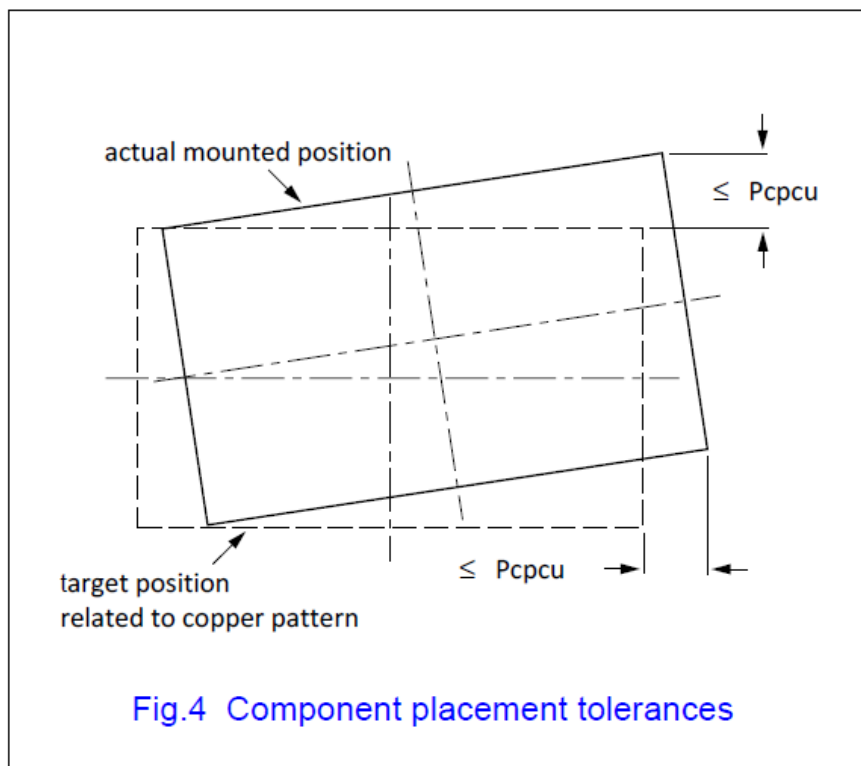 actual mounted position
≤ Pcpcu
≤ Pcpcu
target position
related to copper pattern
Fig.4 Component placement tolerances